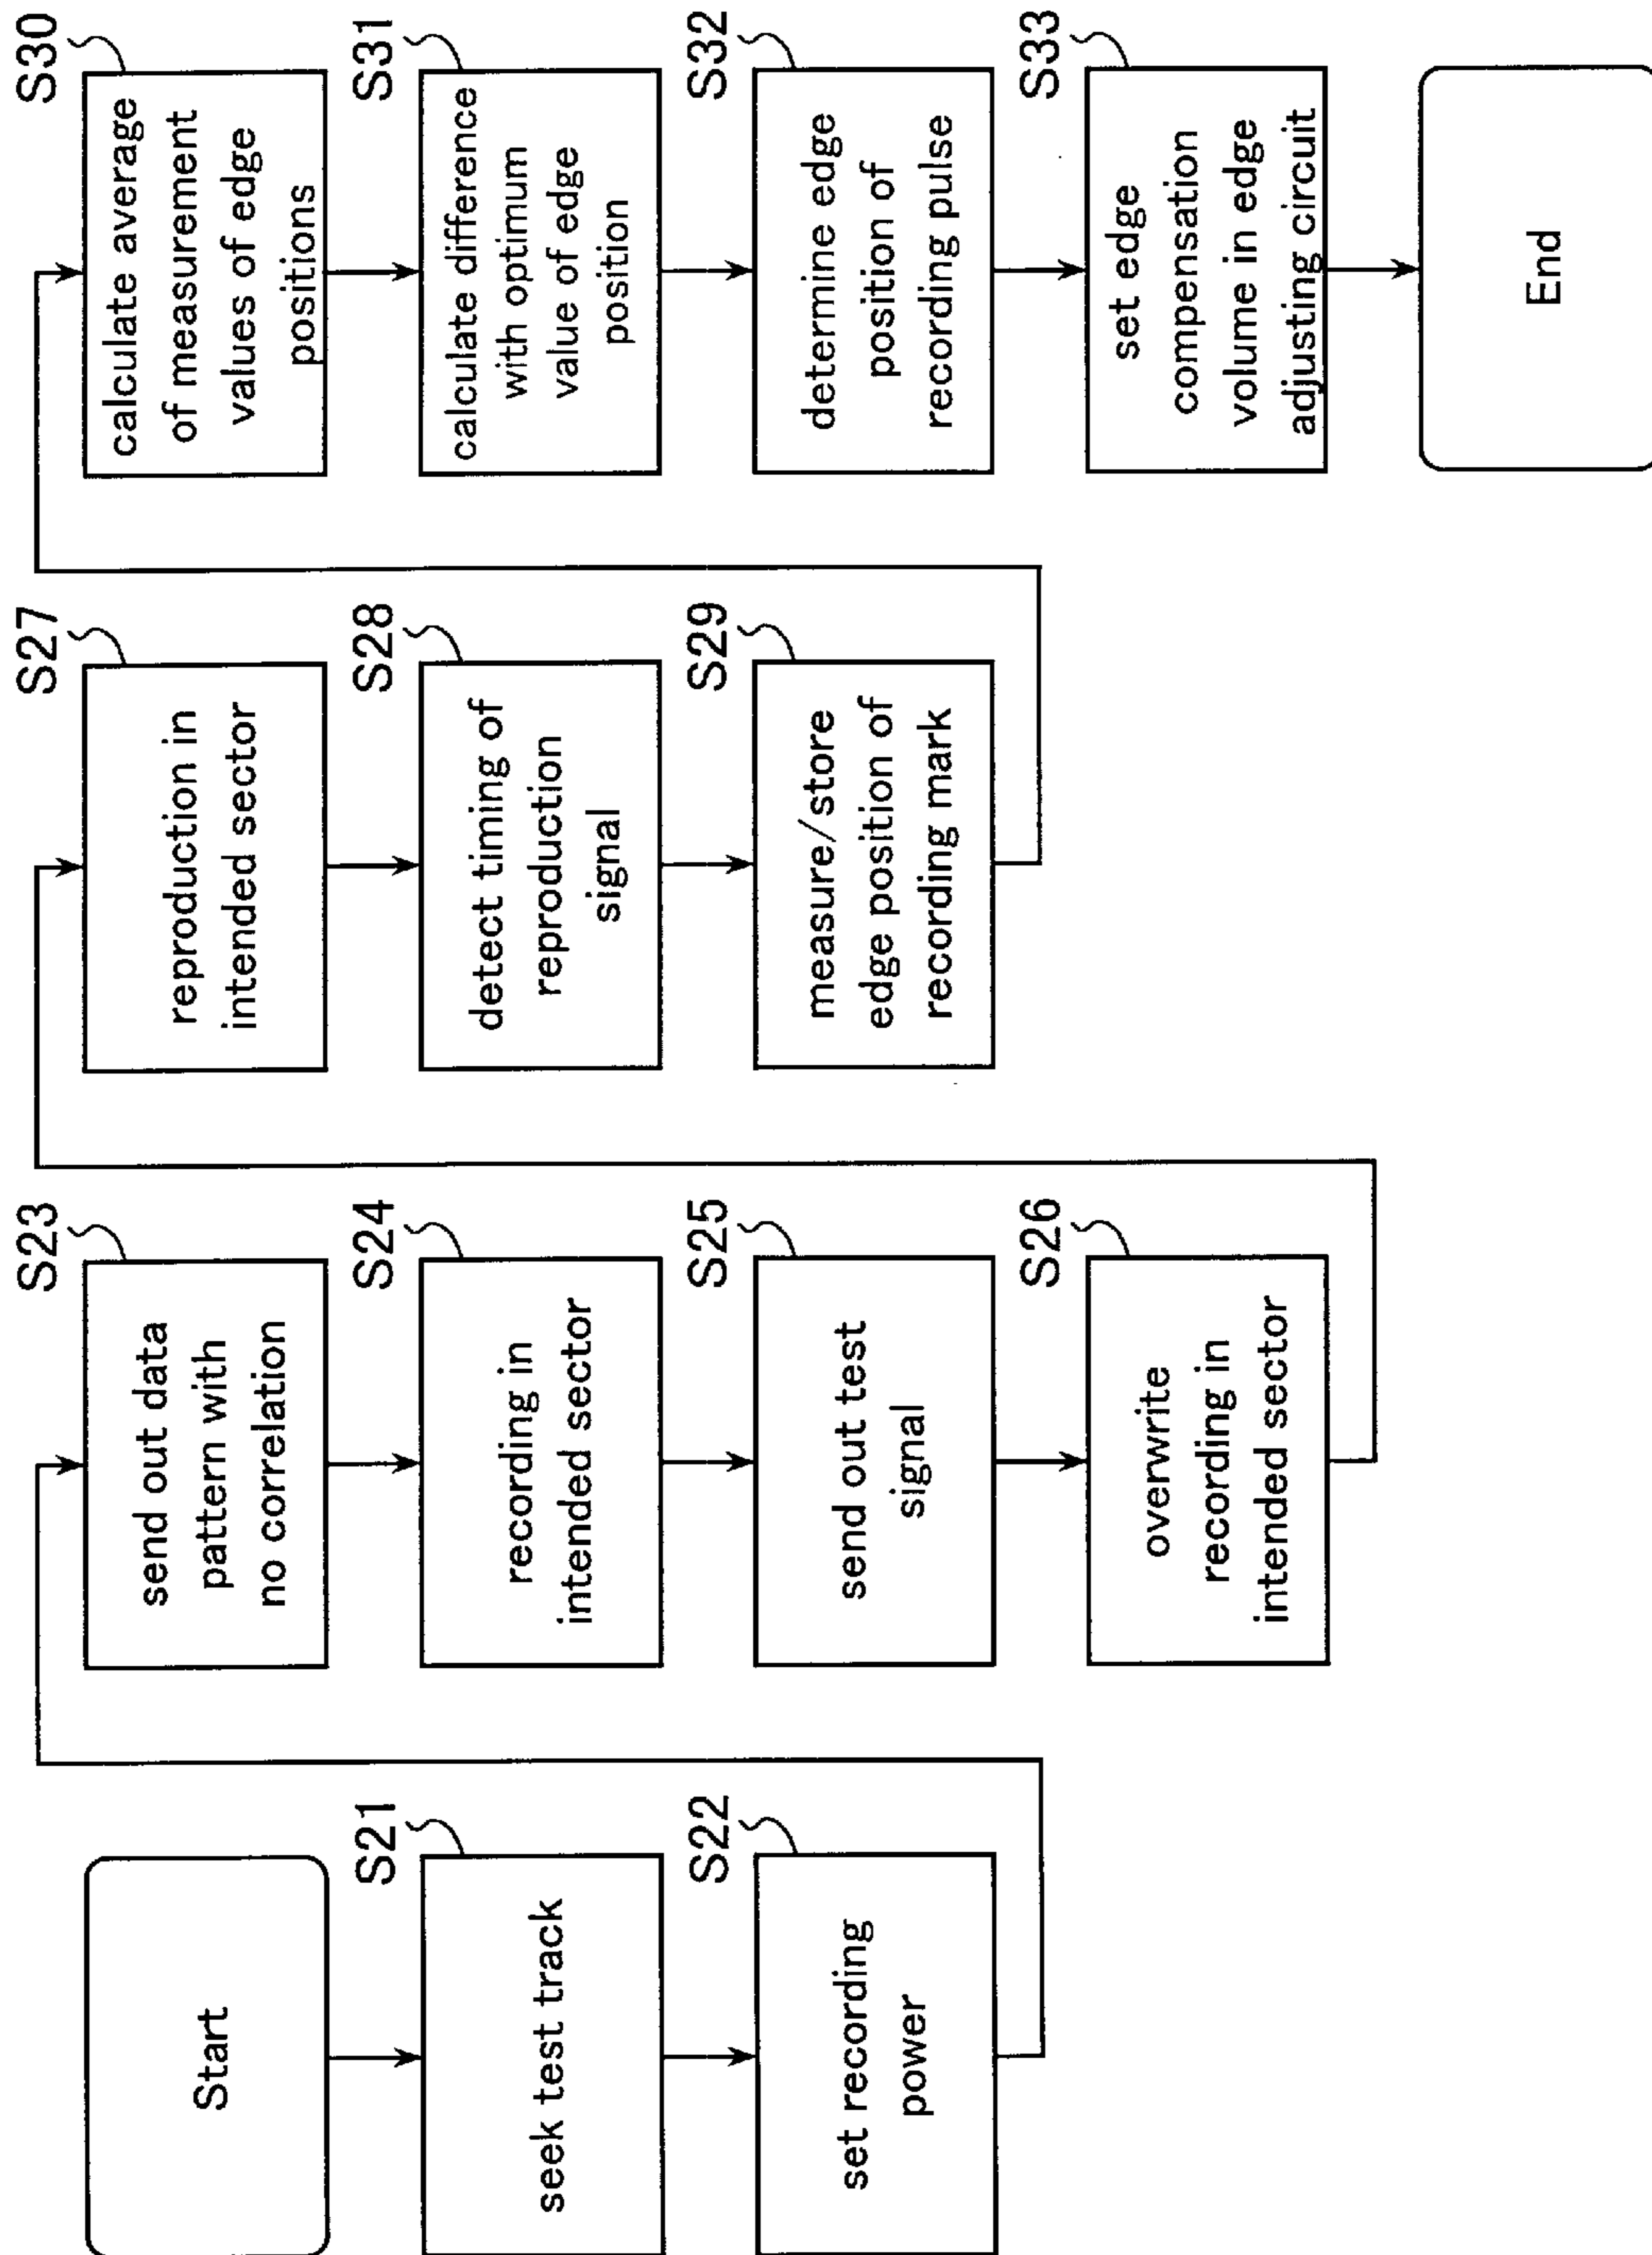 Start
S21
seek test track
S22
set recording
power
S23
send out data
pattern with
no correlation
S24
recording in
intended sector
S25
send out test
signal
S26
overwrite
recording in
intended sector
S27
reproduction in
intended sector
S28
detect timing of
reproduction
signal
S29
measure/store
edge position of
recording mark
S30
calculate average
of measurement
values of edge
positions
S31
calculate difference
with optimum
value of edge
position
S32
determine edge
position of
recording pulse
S33
set edge
compensation
volume in edge
adjusting circuit
End